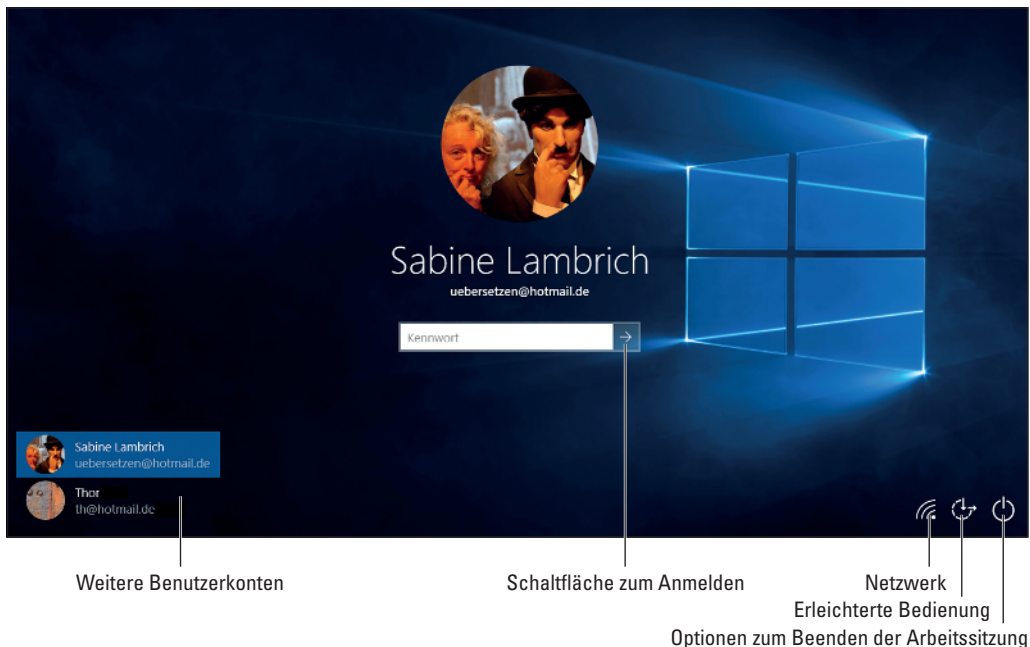 Sabine Lambrich
uebersetzen@hotmail.de
Kennwort
Sabine Lambrich
uebersetzen@hotmail.de
Thor
th@hotmail.de
Weitere Benutzerkonten
Schaltfläche zum Anmelden
Netzwerk
Erleichterte Bedienung
Optionen zum Beenden der Arbeitssitzung